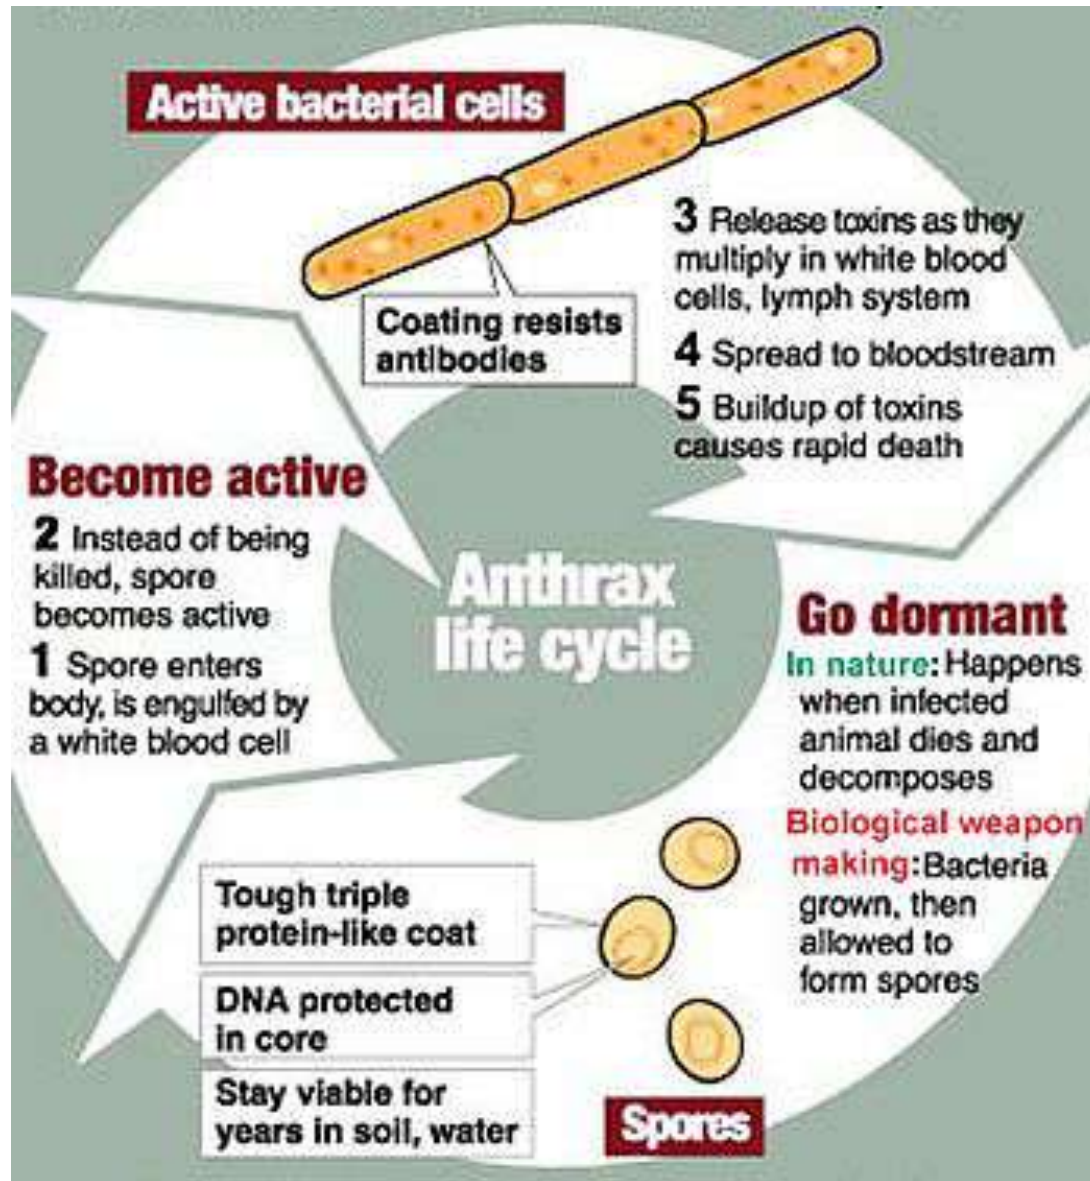 Active bacterial cells
3 Release toxins as they
multiply in white blood
cells, lymph system
Coating resists
antibodies
4 Spread to bloodstream
5 Buildup of toxins
causes rapid death
Become active
2 Instead of being
killed, spore
becomes active
1 Spore enters
body, is engulfed by
a white blood cell
Anthrax
life cycle
Go dormant
In nature: Happens
when infected
animal dies and
decomposes
Biological weapon
making: Bacteria
grown, then
allowed to
form spores
Tough triple
protein-like coat
DNA protected
in core
Stay viable for
years in soil, water
Spores